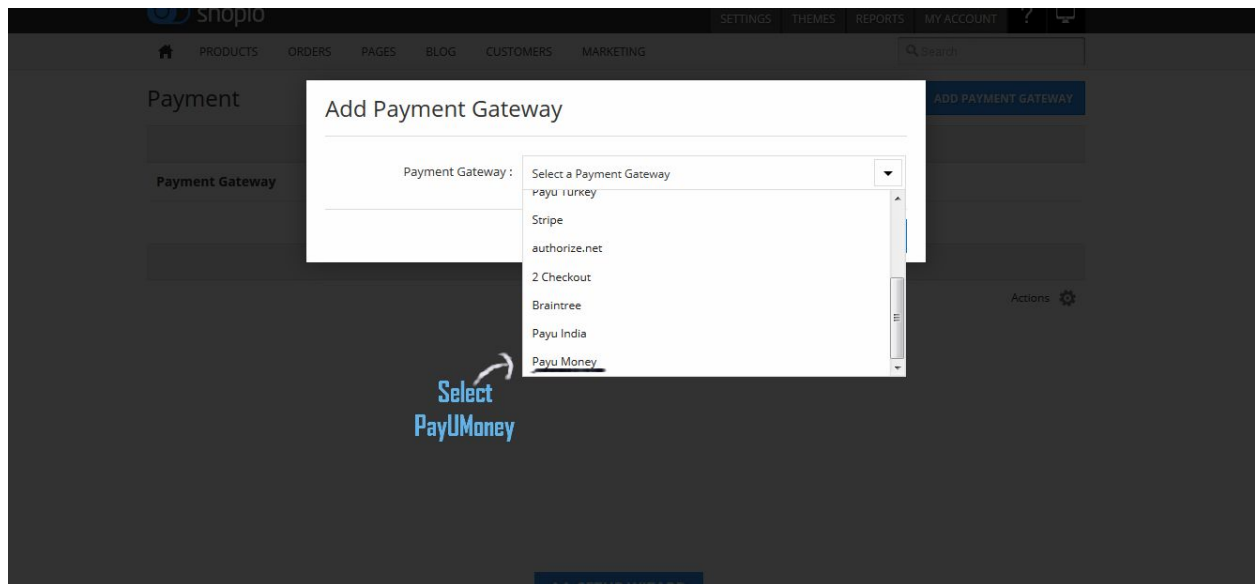 shopio
SETTINGS THEMES REPORTS MY ACCOUNT ?
PRODUCTS ORDERS PAGES BLOG CUSTOMERS MARKETING
Search
Payment
ADD PAYMENT GATEWAY
Add Payment Gateway
Payment Gateway
Payment Gateway :
Select a Payment Gateway
Payu Turkey
Stripe
authorize.net
2 Checkout
Braintree
Payu India
Payu Money
Actions
Select
PayUMoney